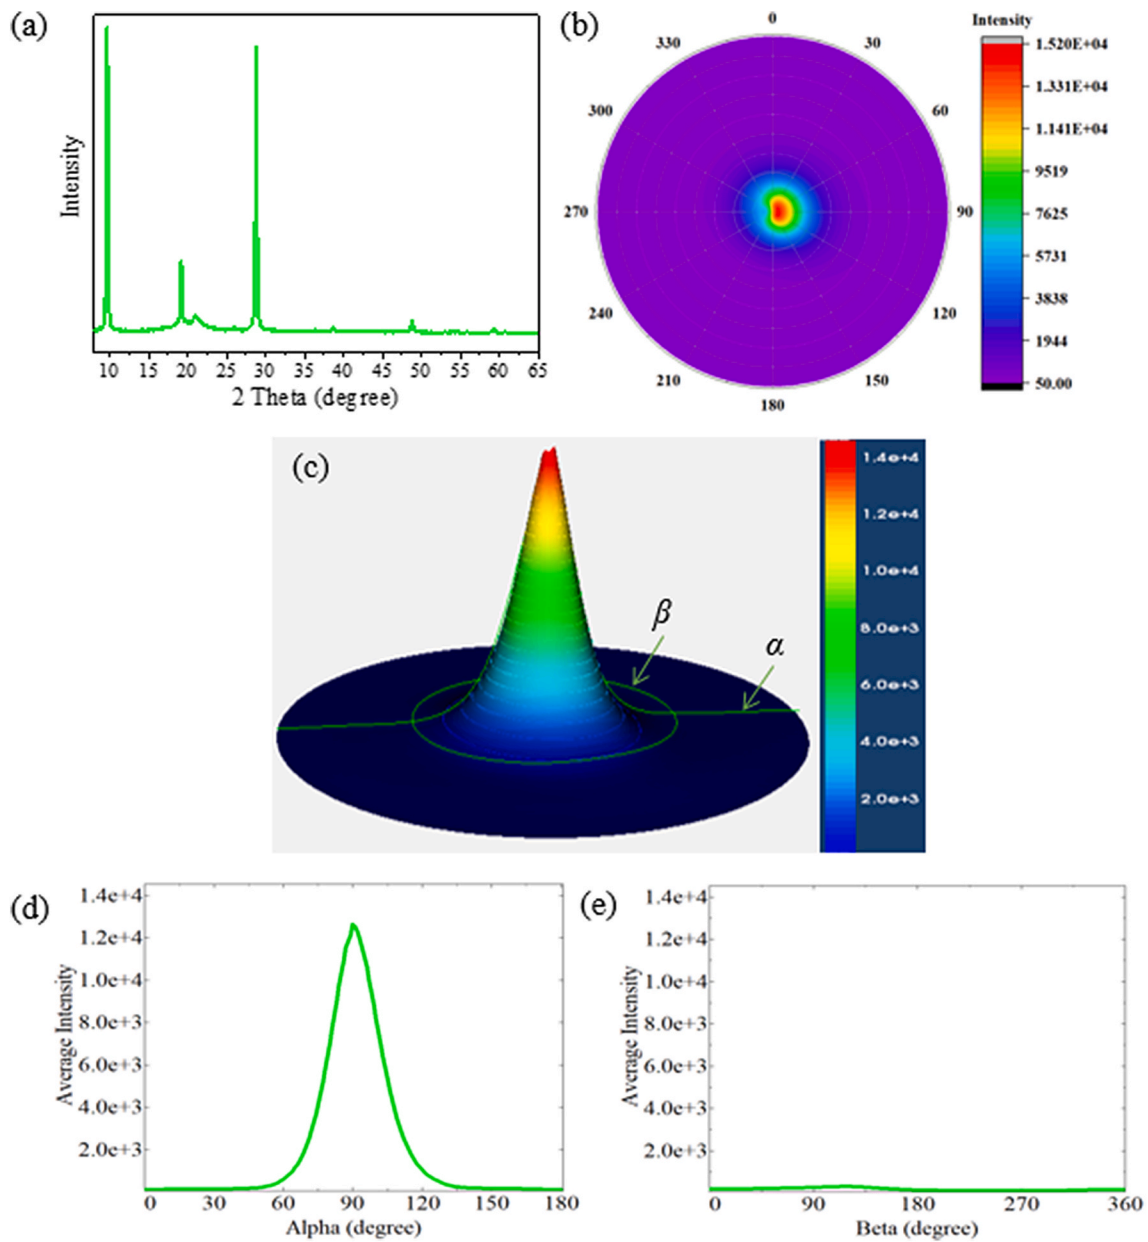 (a)
Intensity
10 15 20 25 30 35 40 45 50 55 60 65
2 Theta (degree)
(b)
0
30
60
90
120
150
180
210
240
270
300
330
Intensity
1.520E+04
1.331E+04
1.141E+04
9519
7625
5731
3838
1944
50.00
(c)
β
α
1.4e+4
1.2e+4
1.0e+4
8.0e+3
6.0e+3
4.0e+3
2.0e+3
(d)
Average Intensity
1.4e+4
1.2e+4
1.0e+4
8.0e+3
6.0e+3
4.0e+3
2.0e+3
0 30 60 90 120 150 180
Alpha (degree)
(e)
Average Intensity
1.4e+4
1.2e+4
1.0e+4
8.0e+3
6.0e+3
4.0e+3
2.0e+3
0 90 180 270 360
Beta (degree)